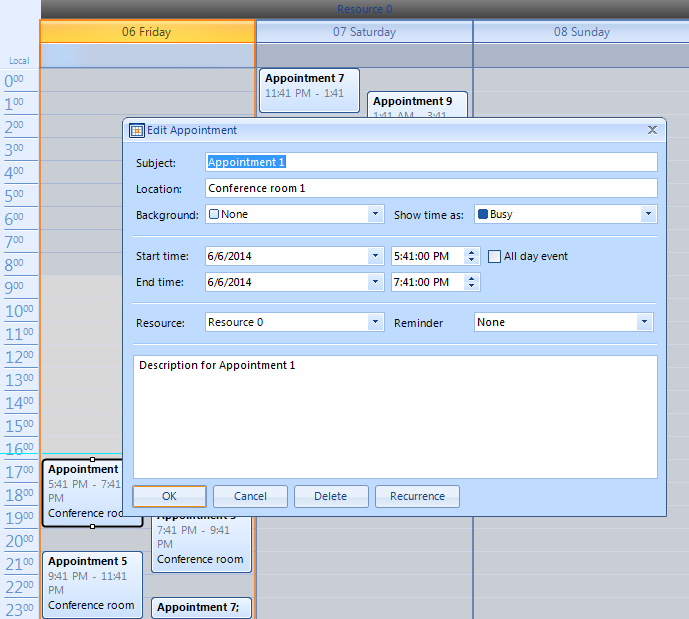 Resource 0
06 Friday
07 Saturday
08 Sunday
Local
0 00
1 00
2 00
3 00
4 00
5 00
6 00
7 00
8 00
9 00
10 00
11 00
12 00
13 00
14 00
15 00
16 00
17 00
18 00
19 00
20 00
21 00
22 00
23 00
Appointment 7
11:41 PM - 1:41
Appointment 9
1:41 AM - 3:41
Edit Appointment
Subject: Appointment 1
Location: Conference room 1
Background: None Show time as: Busy
Start time: 6/6/2014 5:41:00 PM All day event
End time: 6/6/2014 7:41:00 PM
Resource: Resource 0 Reminder None
Description for Appointment 1
OK Cancel Delete Recurrence
Appointment
5:41 PM - 7:41
PM
Conference roo
7:41 PM - 9:41
PM
Conference room
Appointment 5
9:41 PM - 11:41
PM
Conference room
Appointment 7;